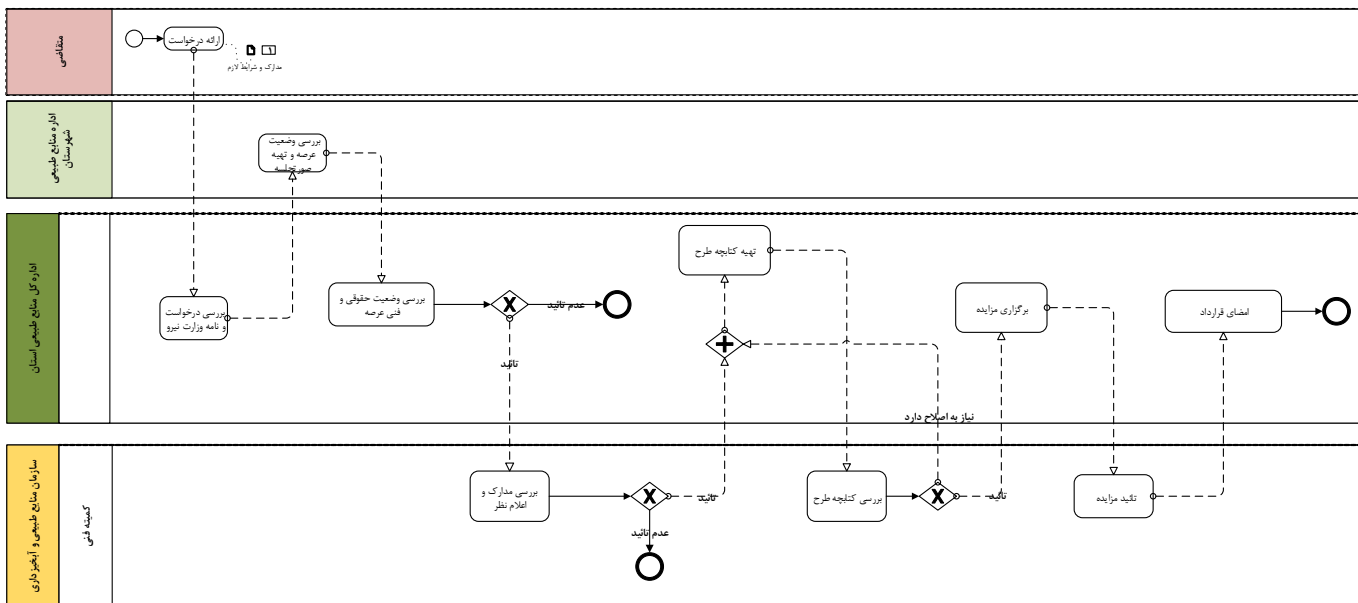 متقاضی
ارائه درخواست
مدارک و شرایط لازم
اداره منابع طبیعی
شهرستان
بررسی وضعیت
عرصه و تهیه
صورتجلسه
اداره کل منابع طبیعی استان
بررسی درخواست
و نامه وزارت نیرو
بررسی وضعیت حقوقی و
فنی عرصه
عدم تائید
تائید
تهیه کتابچه طرح
نیاز به اصلاح دارد
برگزاری مزایده
امضای قرارداد
سازمان منابع طبیعی و آبخیزداری
کمیته فنی
بررسی مدارک و
اعلام نظر
تائید
عدم تائید
بررسی کتابچه طرح
تائید
تائید مزایده